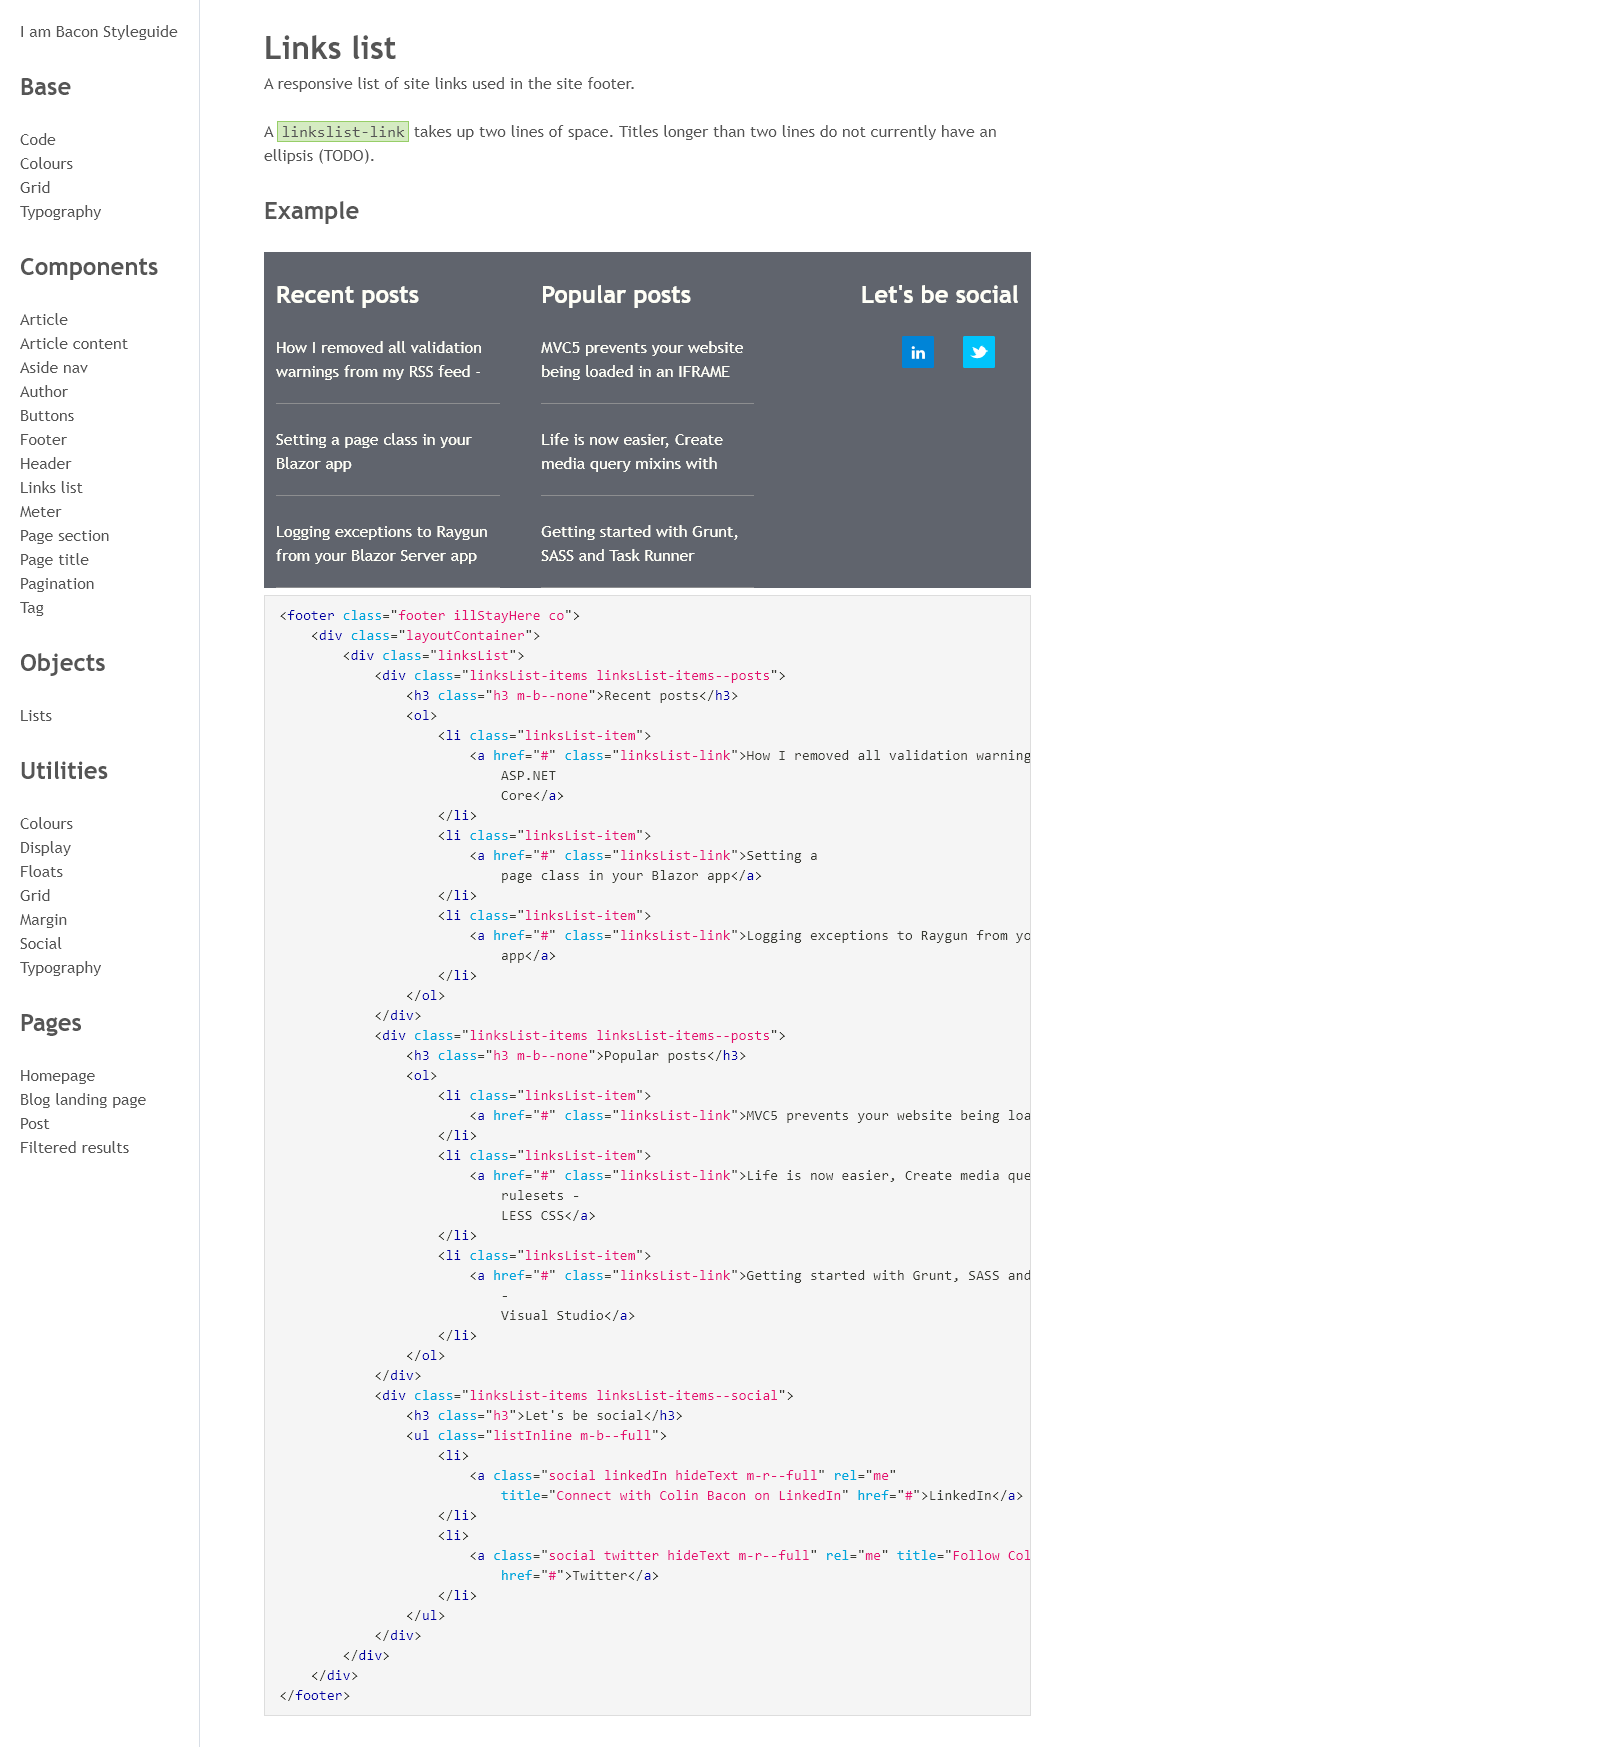 I am Bacon Styleguide
Base
Code
Colours
Grid
Typography
Components
Article
Article content
Aside nav
Author
Buttons
Footer
Header
Links list
Meter
Page section
Page title
Pagination
Tag
Objects
Lists
Utilities
Colours
Display
Floats
Grid
Margin
Social
Typography
Pages
Homepage
Blog landing page
Post
Filtered results
Links list
A responsive list of site links used in the site footer.
A linkslist-link takes up two lines of space. Titles longer than two lines do not currently have an
ellipsis (TODO).
Example
Recent posts
How I removed all validation
warnings from my RSS feed -
Setting a page class in your
Blazor app
Logging exceptions to Raygun
from your Blazor Server app
Popular posts
MVC5 prevents your website
being loaded in an IFRAME
Life is now easier, Create
media query mixins with
Getting started with Grunt,
SASS and Task Runner
Let's be social
in
<footer class="footer illStayHere co">
    <div class="layoutContainer">
        <div class="linksList">
            <div class="linksList-items linksList-items--posts">
                <h3 class="h3 m-b--none">Recent posts</h3>
                <ol>
                    <li class="linksList-item">
                        <a href="#" class="linksList-link">How I removed all validation warning
                            ASP.NET
                            Core</a>
                    </li>
                    <li class="linksList-item">
                        <a href="#" class="linksList-link">Setting a
                            page class in your Blazor app</a>
                    </li>
                    <li class="linksList-item">
                        <a href="#" class="linksList-link">Logging exceptions to Raygun from yo
                            app</a>
                    </li>
                </ol>
            </div>
            <div class="linksList-items linksList-items--posts">
                <h3 class="h3 m-b--none">Popular posts</h3>
                <ol>
                    <li class="linksList-item">
                        <a href="#" class="linksList-link">MVC5 prevents your website being loa
                    </li>
                    <li class="linksList-item">
                        <a href="#" class="linksList-link">Life is now easier, Create media que
                            rulesets -
                            LESS CSS</a>
                    </li>
                    <li class="linksList-item">
                        <a href="#" class="linksList-link">Getting started with Grunt, SASS and
                            -
                            Visual Studio</a>
                    </li>
                </ol>
            </div>
            <div class="linksList-items linksList-items--social">
                <h3 class="h3">Let's be social</h3>
                <ul class="listInline m-b--full">
                    <li>
                        <a class="social linkedIn hideText m-r--full" rel="me"
                            title="Connect with Colin Bacon on LinkedIn" href="#">LinkedIn</a>
                    </li>
                    <li>
                        <a class="social twitter hideText m-r--full" rel="me" title="Follow Col
                            href="#">Twitter</a>
                    </li>
                </ul>
            </div>
        </div>
    </div>
</footer>